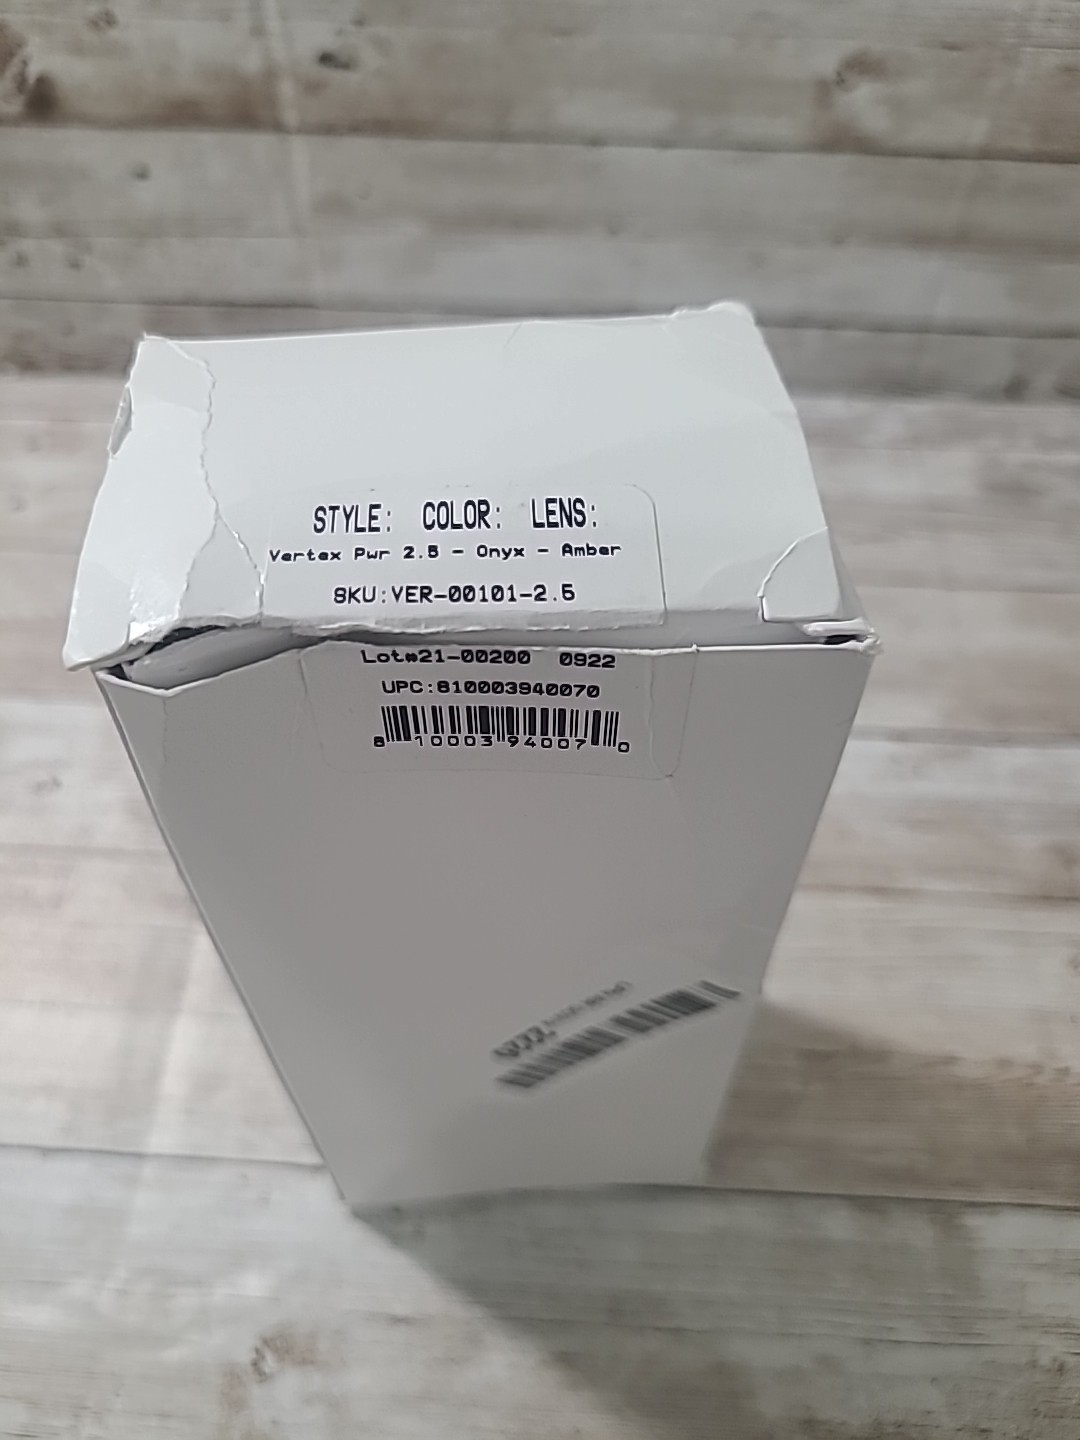 STYLE: COLOR: LENS:
Vertex Pwr 2.5 - Onyx - Amber
SKU:VER-00101-2.5
Lot#21-00200 0922
UPC:810003940070
8 10003 94007 0